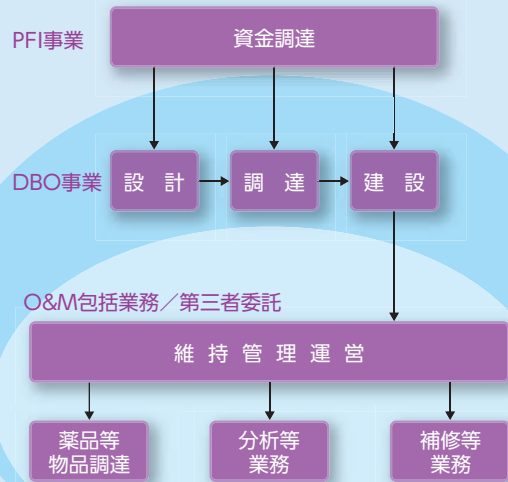 PFI事業
資金調達
DBO事業
設計
調達
建設
O&M包括業務／第三者委託
維持管理運営
薬品等
物品調達
分析等
業務
補修等
業務